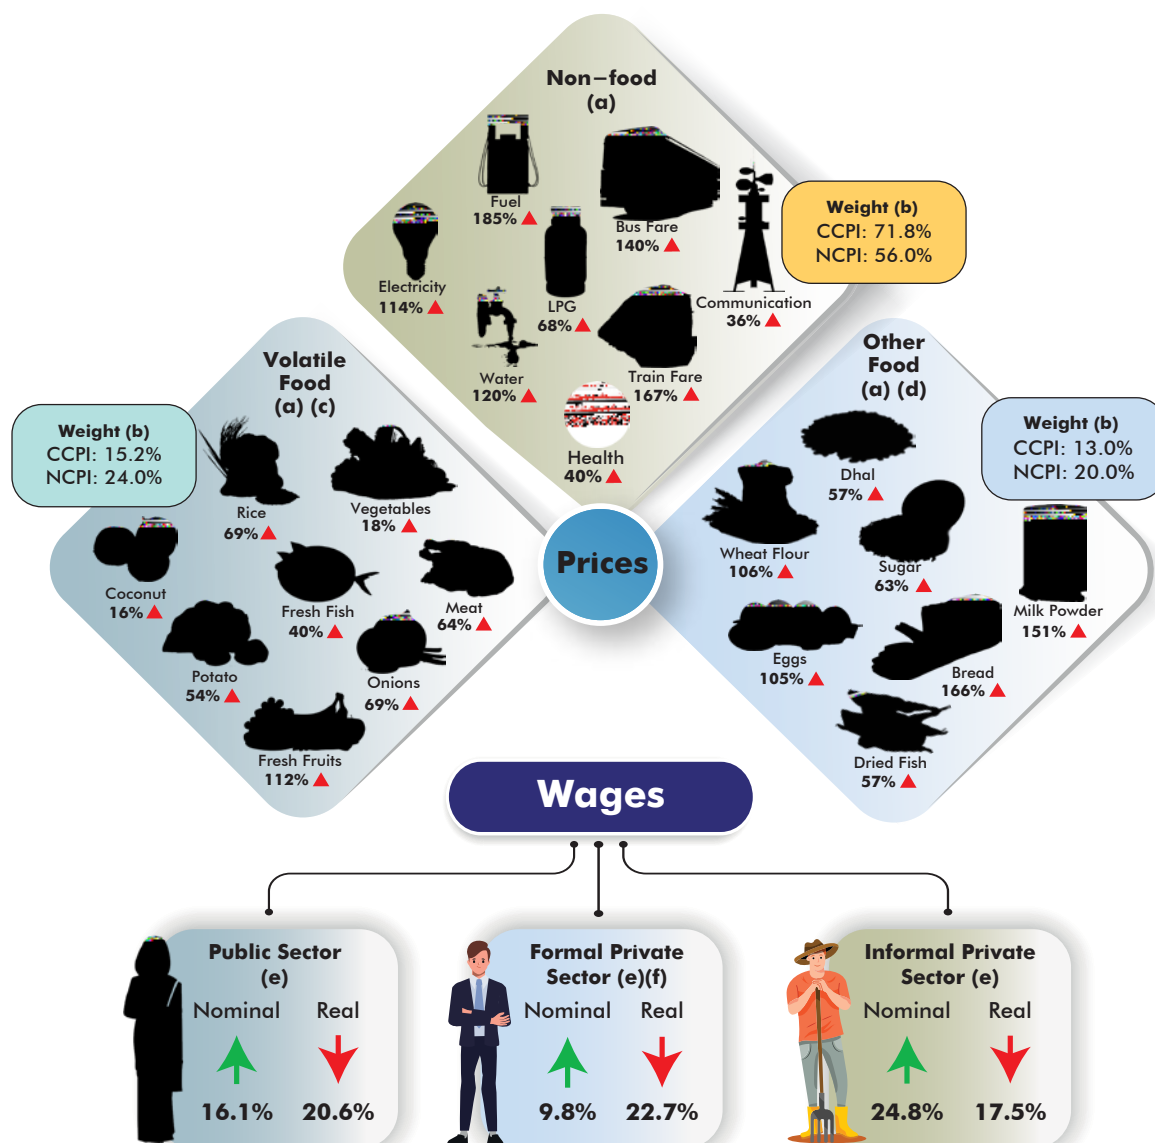 Non–food
(a)
Fuel
185%
Bus Fare
140%
Electricity
114%
LPG
68%
Communication
36%
Water
120%
Train Fare
167%
Health
40%
Weight (b)
CCPI: 71.8%
NCPI: 56.0%
Volatile
Food
(a) (c)
Weight (b)
CCPI: 15.2%
NCPI: 24.0%
Rice
69%
Vegetables
18%
Coconut
16%
Fresh Fish
40%
Meat
64%
Potato
54%
Onions
69%
Fresh Fruits
112%
Prices
Other
Food
(a) (d)
Weight (b)
CCPI: 13.0%
NCPI: 20.0%
Dhal
57%
Wheat Flour
106%
Sugar
63%
Milk Powder
151%
Eggs
105%
Bread
166%
Dried Fish
57%
Wages
Public Sector
(e)
Nominal Real
16.1% 20.6%
Formal Private
Sector (e)(f)
Nominal Real
9.8% 22.7%
Informal Private
Sector (e)
Nominal Real
24.8% 17.5%